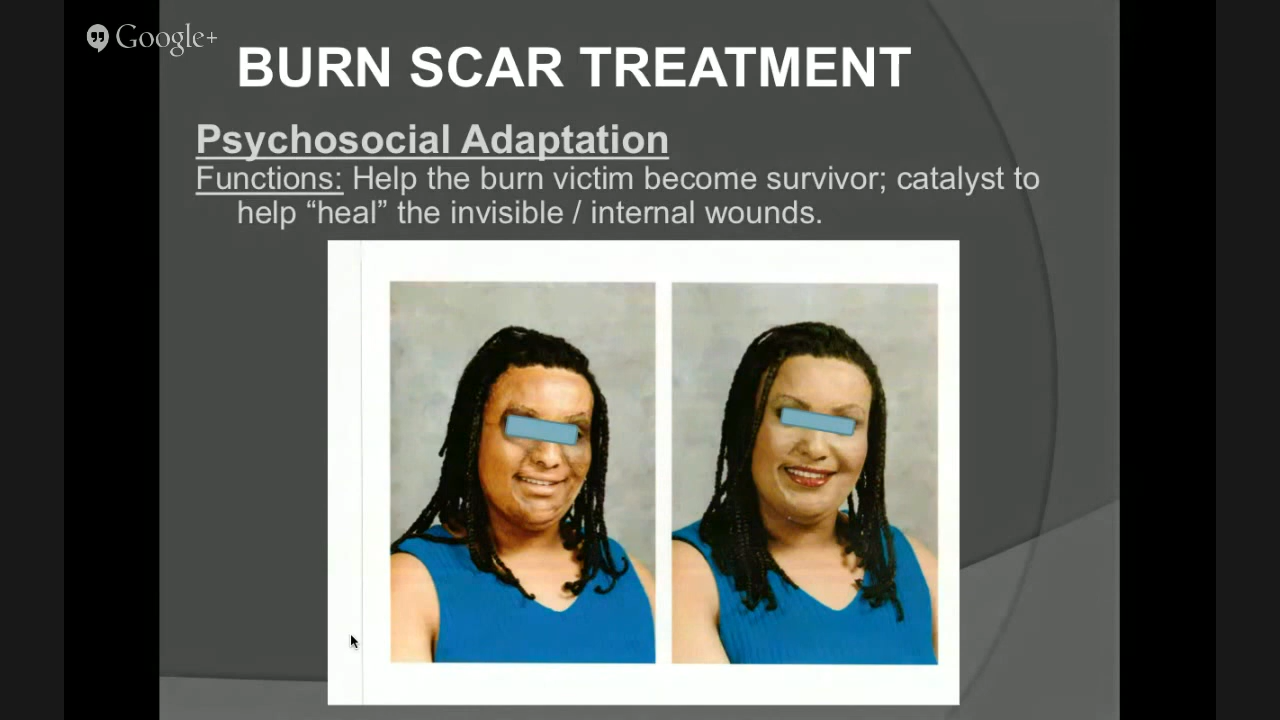 Google+
BURN SCAR TREATMENT
Psychosocial Adaptation
Functions: Help the burn victim become survivor; catalyst to
help “heal” the invisible / internal wounds.